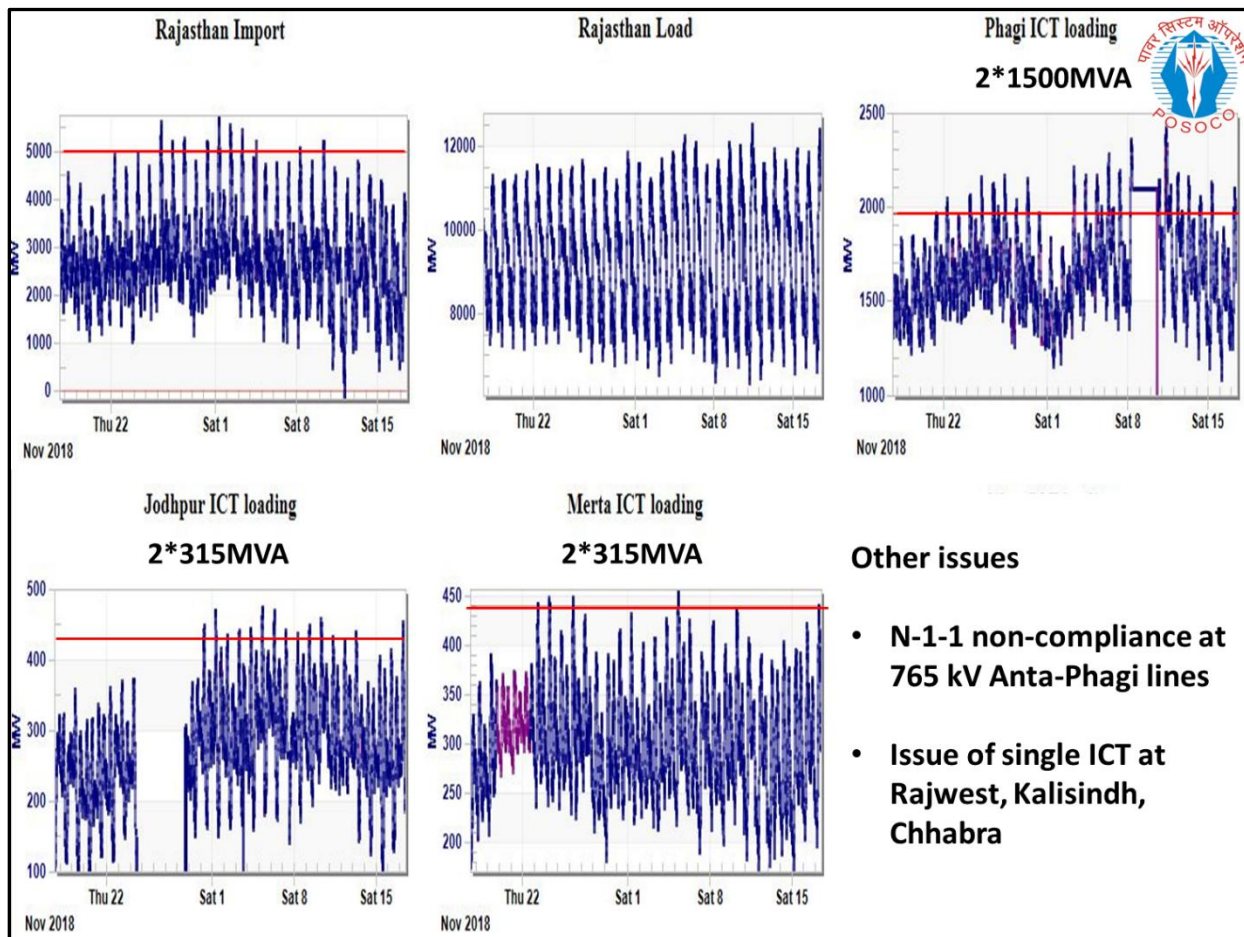 Rajasthan Import
Rajasthan Load
Phagi ICT loading
2*1500MVA
पावर सिस्टम ऑपरेशन
POSOCO
5000
4000
3000
2000
1000
0
MW
Thu 22
Sat 1
Sat 8
Sat 15
Nov 2018
12000
10000
8000
MW
Thu 22
Sat 1
Sat 8
Sat 15
Nov 2018
2500
2000
1500
1000
MW
Thu 22
Sat 1
Sat 8
Sat 15
Nov 2018
Jodhpur ICT loading
2*315MVA
500
400
300
200
100
MW
Thu 22
Sat 1
Sat 8
Sat 15
Nov 2018
Merta ICT loading
2*315MVA
450
400
350
300
250
200
MW
Thu 22
Sat 1
Sat 8
Sat 15
Nov 2018
Other issues
• N-1-1 non-compliance at
765 kV Anta-Phagi lines
• Issue of single ICT at
Rajwest, Kalisindh,
Chhabra